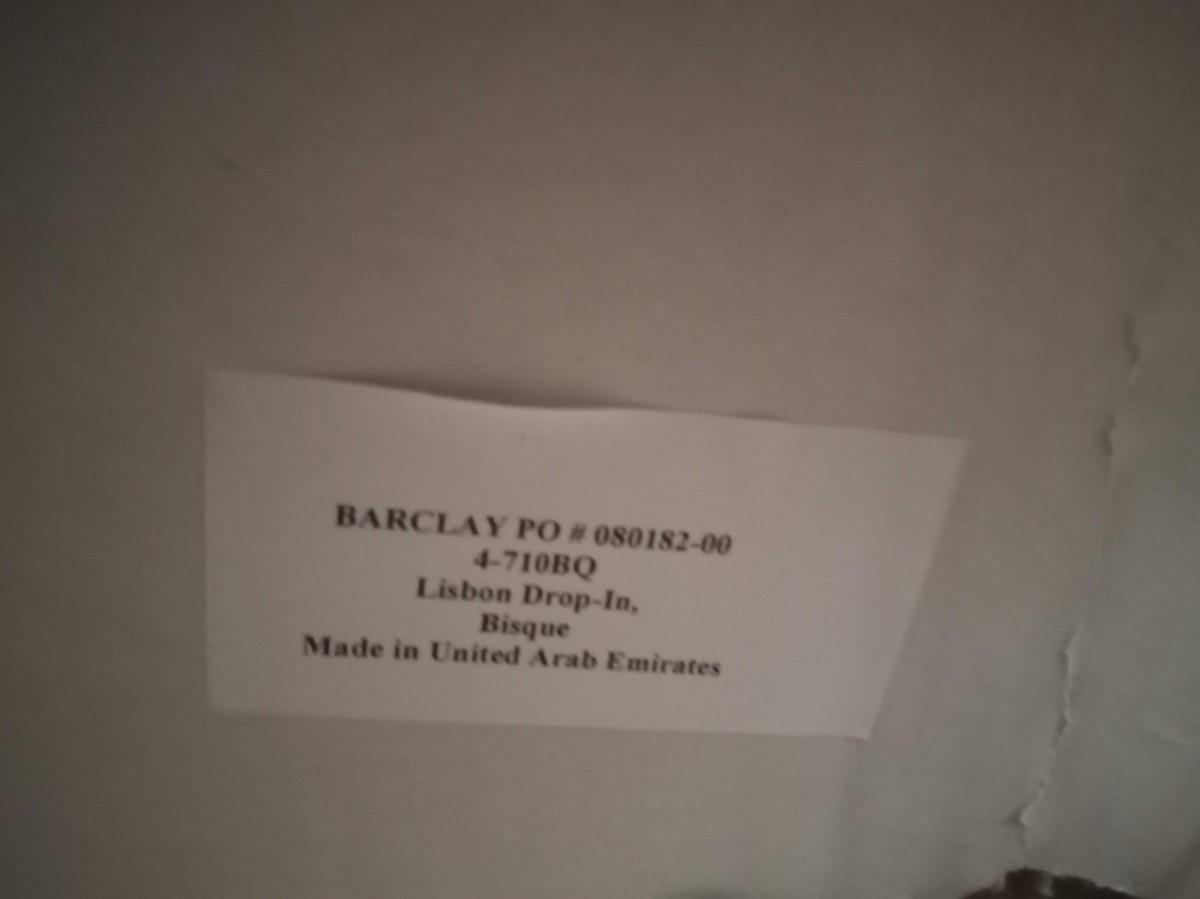 BARCLAY PO # 080182-00
4-710BQ
Lisbon Drop-In,
Bisque
Made in United Arab Emirates